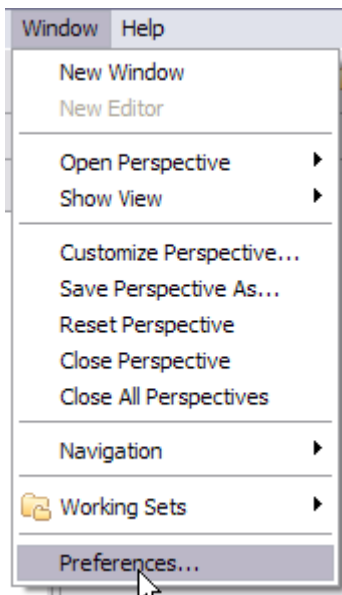 Window Help
New Window
New Editor
Open Perspective
Show View
Customize Perspective...
Save Perspective As...
Reset Perspective
Close Perspective
Close All Perspectives
Navigation
Working Sets
Preferences...